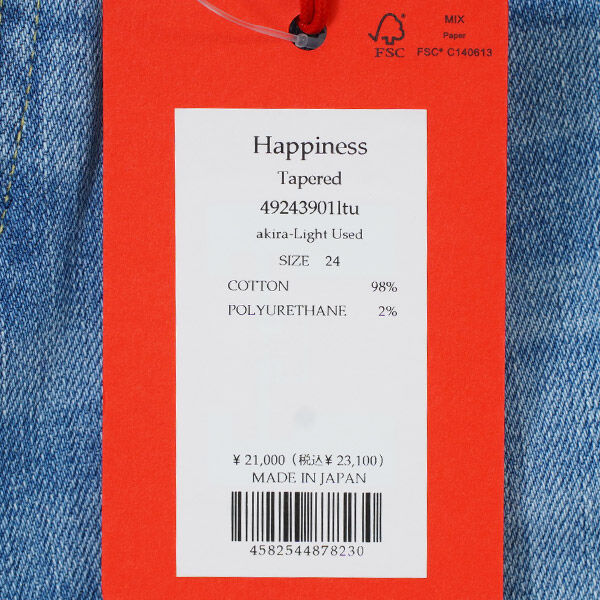 FSC
MIX
Paper
FSC® C140613
Happiness
Tapered
49243901ltu
akira-Light Used
SIZE 24
COTTON 98%
POLYURETHANE 2%
¥ 21,000 (税込¥ 23,100)
MADE IN JAPAN
4582544878230